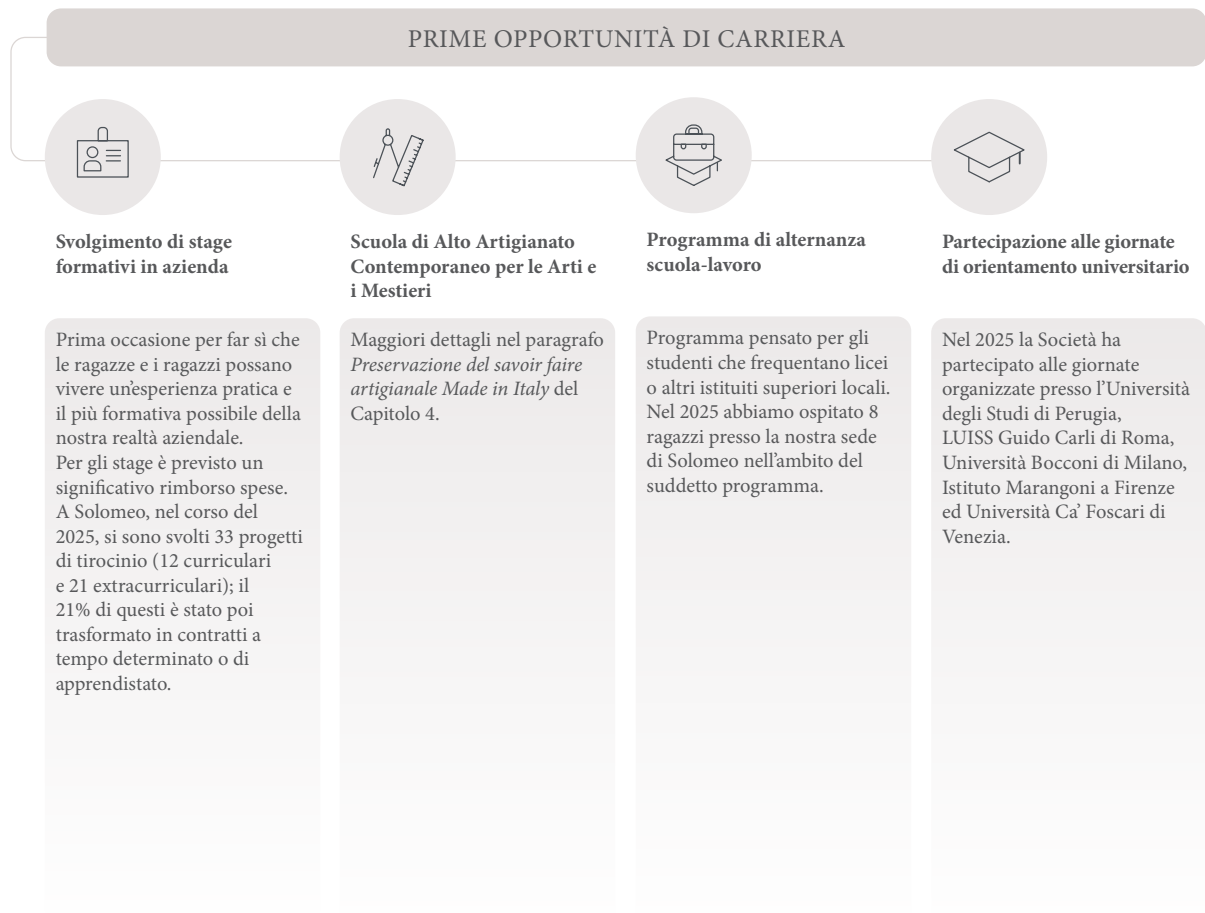 PRIME OPPORTUNITÀ DI CARRIERA
Svolgimento di stage
formativi in azienda
Prima occasione per far sì che
le ragazze e i ragazzi possano
vivere un'esperienza pratica e
il più formativa possibile della
nostra realtà aziendale.
Per gli stage è previsto un
significativo rimborso spese.
A Solomeo, nel corso del
2025, si sono svolti 33 progetti
di tirocinio (12 curriculari
e 21 extracurriculari); il
21% di questi è stato poi
trasformato in contratti a
tempo determinato o di
apprendistato.
Scuola di Alto Artigianato
Contemporaneo per le Arti e
i Mestieri
Maggiori dettagli nel paragrafo
Preservazione del savoir faire
artigianale Made in Italy del
Capitolo 4.
Programma di alternanza
scuola-lavoro
Programma pensato per gli
studenti che frequentano licei
o altri istituiti superiori locali.
Nel 2025 abbiamo ospitato 8
ragazzi presso la nostra sede
di Solomeo nell'ambito del
suddetto programma.
Partecipazione alle giornate
di orientamento universitario
Nel 2025 la Società ha
partecipato alle giornate
organizzate presso l'Università
degli Studi di Perugia,
LUISS Guido Carli di Roma,
Università Bocconi di Milano,
Istituto Marangoni a Firenze
ed Università Ca' Foscari di
Venezia.